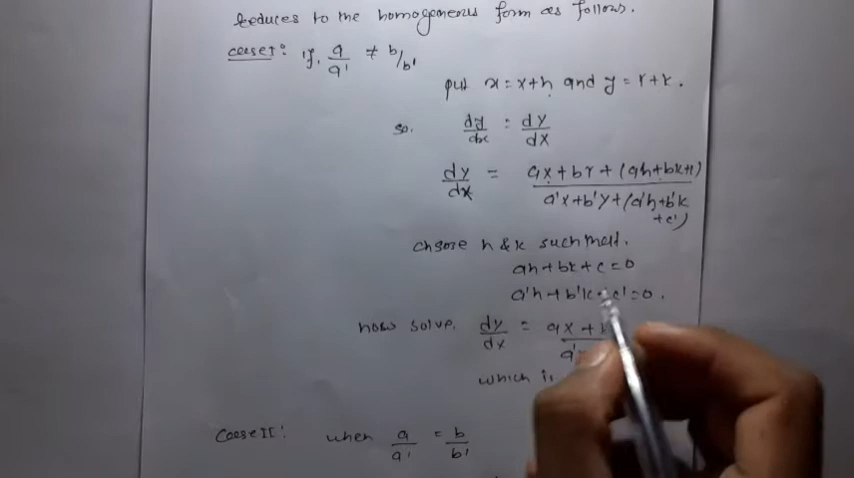 reduces to the homogeneous form as follows.
case I: if, a/a' ≠ b/b'
put x = X+h and y = Y+k.
so. dy/dx = dY/dX
dY/dX = aX+bY+(ah+bk+c) / a'X+b'Y+(a'h+b'k+c')
choose h & k such that.
ah+bk+c=0
a'h+b'k+c'=0.
now solve. dY/dX = aX+
which i
Case II: when a/a' = b/b'